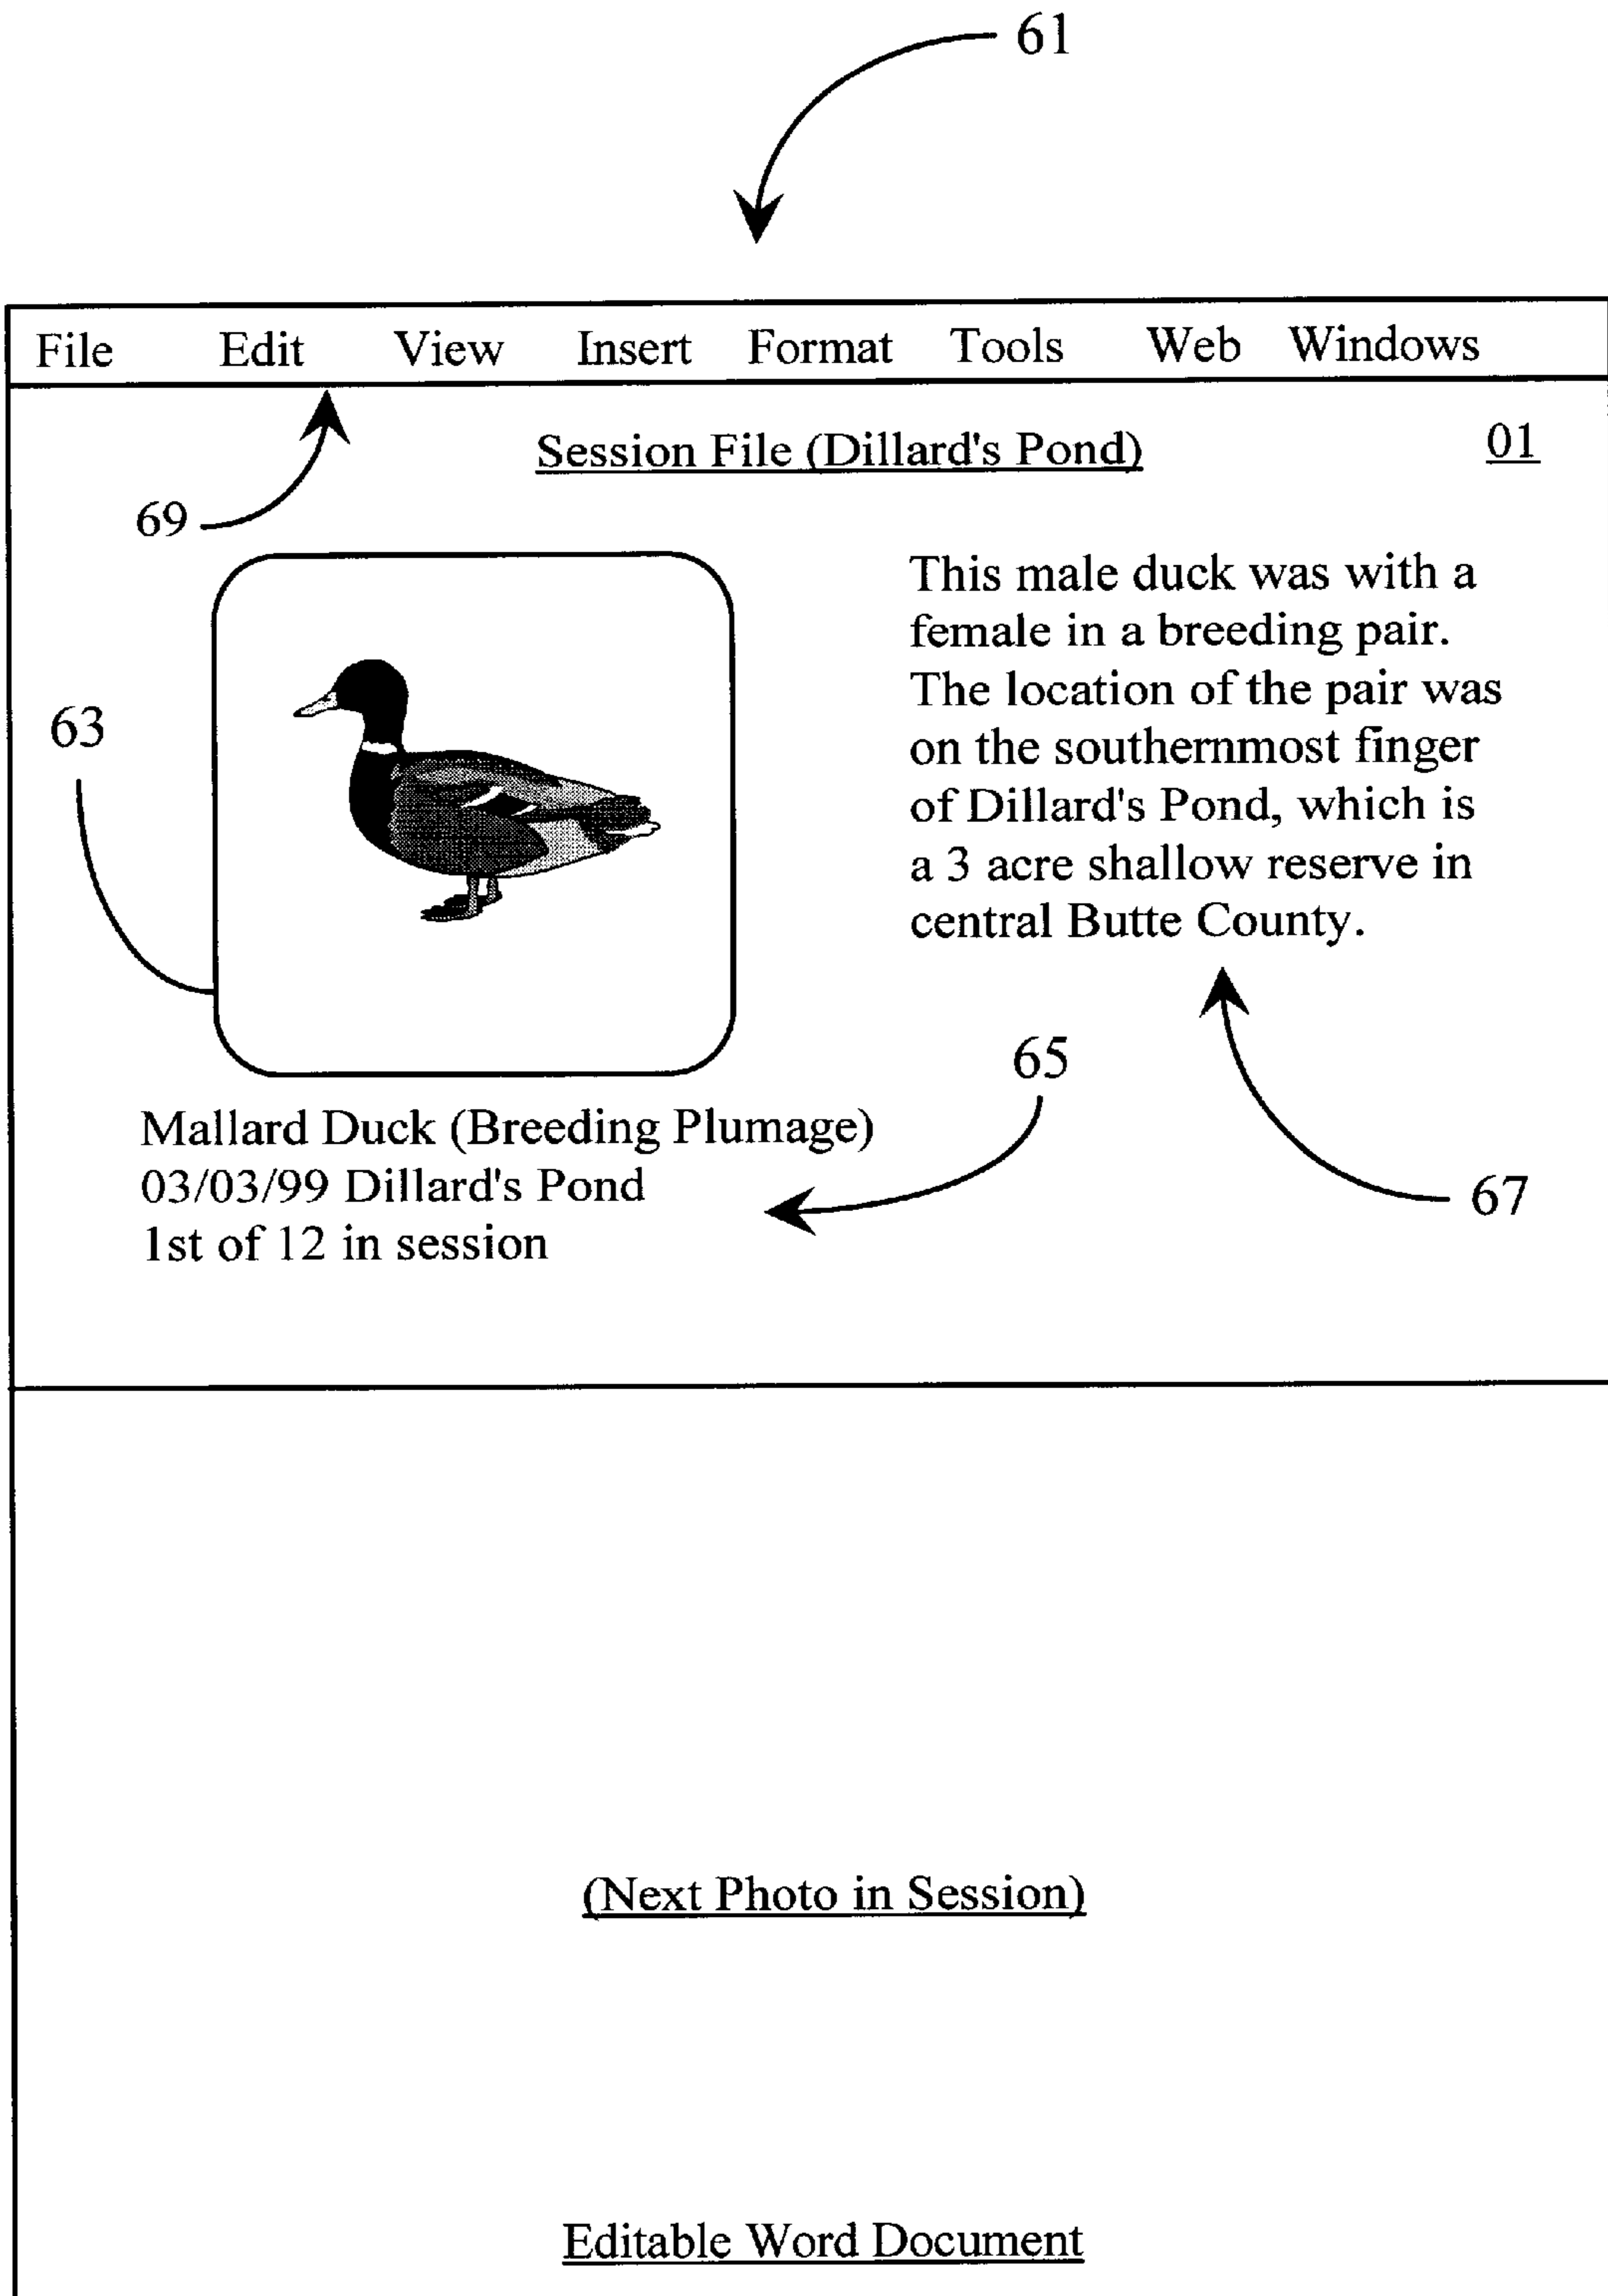 61
File Edit View Insert Format Tools Web Windows
Session File (Dillard's Pond)
01
69
63
This male duck was with a
female in a breeding pair.
The location of the pair was
on the southernmost finger
of Dillard's Pond, which is
a 3 acre shallow reserve in
central Butte County.
65
67
Mallard Duck (Breeding Plumage)
03/03/99 Dillard's Pond
1st of 12 in session
(Next Photo in Session)
Editable Word Document